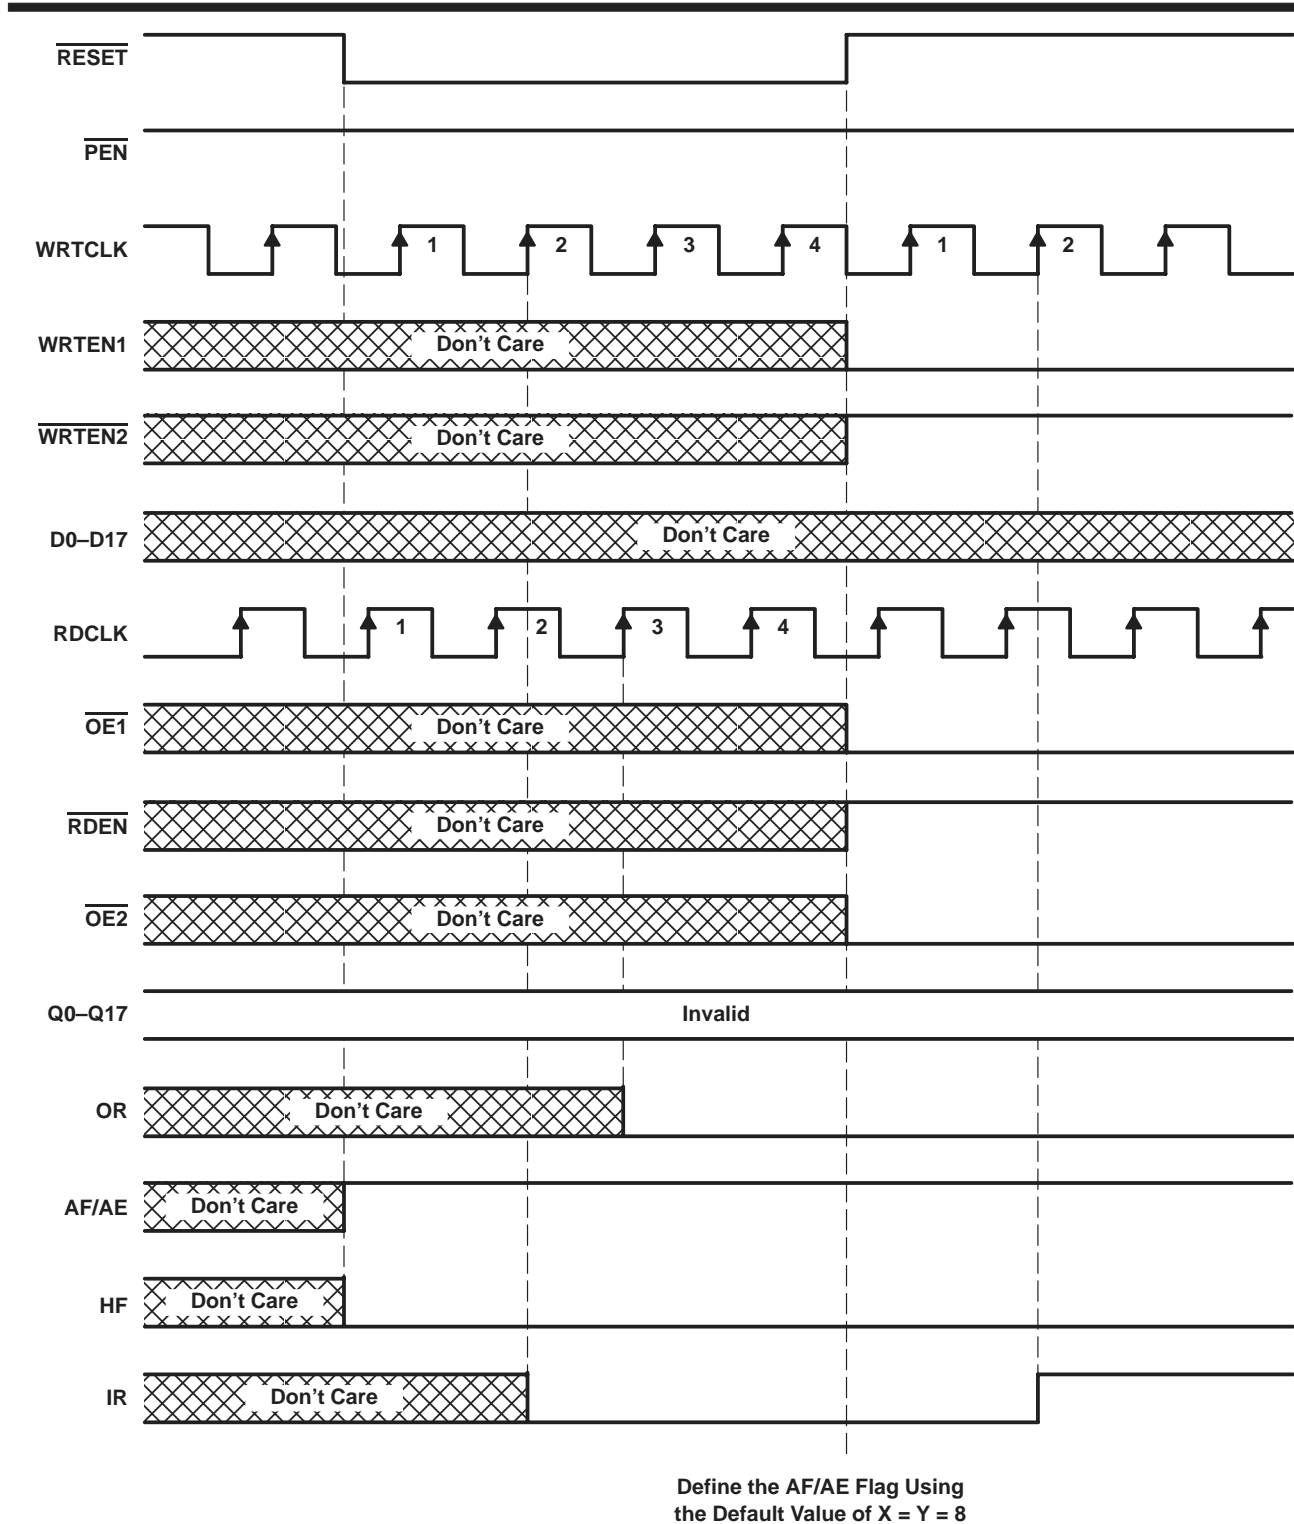 RESET
PEN
WRTCLK 1 2 3 4 1 2
WRTEN1 Don't Care
WRTEN2 Don't Care
D0–D17 Don't Care
RDCLK 1 2 3 4
OE1 Don't Care
RDEN Don't Care
OE2 Don't Care
Q0–Q17 Invalid
OR Don't Care
AF/AE Don't Care
HF Don't Care
IR Don't Care
Define the AF/AE Flag Using
the Default Value of X = Y = 8